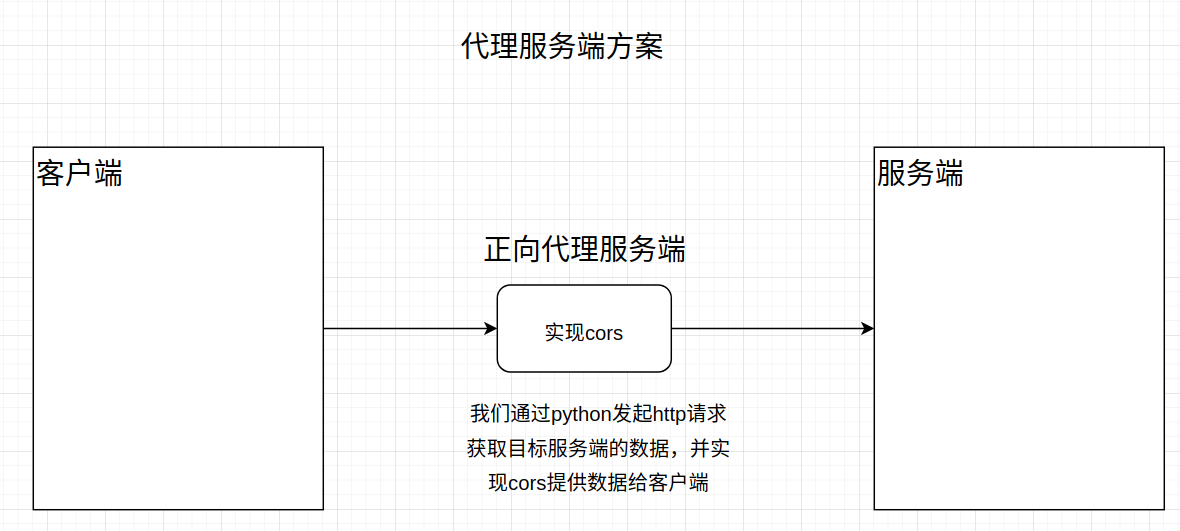 代理服务端方案
客户端
服务端
正向代理服务端
实现cors
我们通过python发起http请求
获取目标服务端的数据，并实
现cors提供数据给客户端